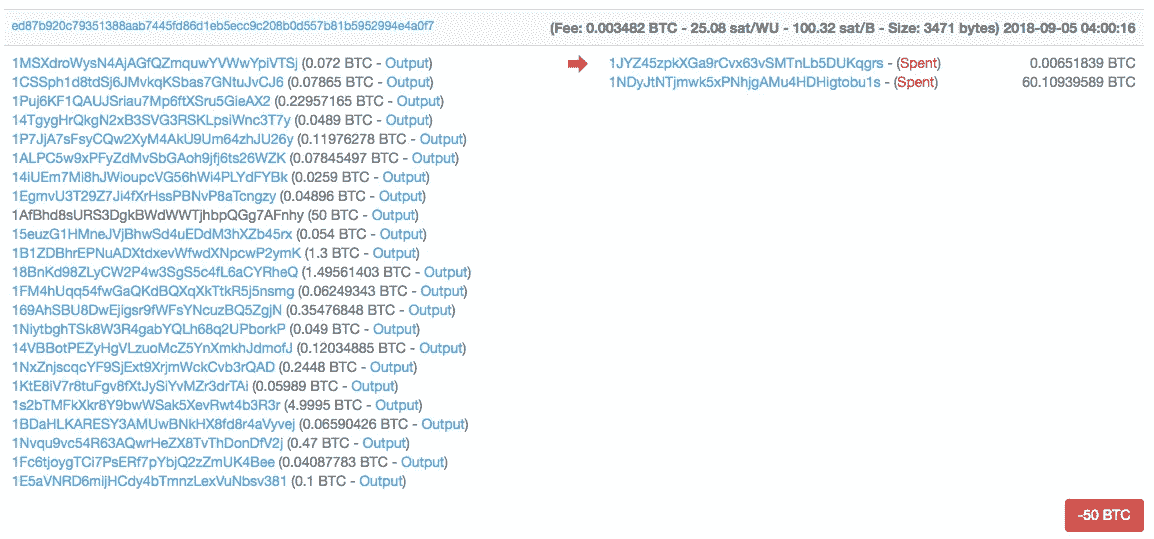 ed87b920c79351388aab7445fd86d1eb5ecc9c208b0d557b81b5952994e4a0f7 (Fee: 0.003482 BTC - 25.08 sat/WU - 100.32 sat/B - Size: 3471 bytes) 2018-09-05 04:00:16
1MSXdroWysN4AjAGfQZmquwYVWwYpiVTSj (0.072 BTC - Output) 1JYZ45zpkXGa9rCvx63vSMTnLb5DUKqgrs - (Spent) 0.00651839 BTC
1CSSph1d8tdSj6JMvkqKSbas7GNtuJvCJ6 (0.07865 BTC - Output) 1NDyJtNTjmwk5xPNhjgAMu4HDHigtobu1s - (Spent) 60.10939589 BTC
1Puj6KF1QAUJSriau7Mp6ftXSru5GieAX2 (0.22957165 BTC - Output)
14TgygHrQkgN2xB3SVG3RSKLpsiWnc3T7y (0.0489 BTC - Output)
1P7JjA7sFsyCQw2XyM4AkU9Um64zhJU26y (0.11976278 BTC - Output)
1ALPC5w9xPFyZdMvSbGAoh9jfj6ts26WZK (0.07845497 BTC - Output)
14iUEm7Mi8hJWioupcVG56hWi4PLYdFYBk (0.0259 BTC - Output)
1EgmvU3T29Z7Ji4fXrHssPBNvP8aTcngzy (0.04896 BTC - Output)
1AfBhd8sURS3DgkBWdWWTjhbpQGg7AFnhy (50 BTC - Output)
15euzG1HMneJVjBhwSd4uEDdM3hXZb45rx (0.054 BTC - Output)
1B1ZDBhrEPNuADXtdxevWfwdXNpcwP2ymK (1.3 BTC - Output)
18BnKd98ZLyCW2P4w3SgS5c4fL6aCYRheQ (1.49561403 BTC - Output)
1FM4hUqq54fwGaQKdBQXqXkTtkR5j5nsmg (0.06249343 BTC - Output)
169AhSBU8DwEjigsr9fWFsYNcuzBQ5ZgjN (0.35476848 BTC - Output)
1NiytbghTSk8W3R4gabYQLh68q2UPborkP (0.049 BTC - Output)
14VBBotPEZyHgVLzuoMcZ5YnXmkhJdmofJ (0.12034885 BTC - Output)
1NxZnjscqcYF9SjExt9XrjmWckCvb3rQAD (0.2448 BTC - Output)
1KtE8iV7r8tuFgv8fXtJySiYvMZr3drTAi (0.05989 BTC - Output)
1s2bTMFkXkr8Y9bwWSak5XevRwt4b3R3r (4.9995 BTC - Output)
1BDaHLKARESY3AMUwBNkHX8fd8r4aVyvej (0.06590426 BTC - Output)
1Nvqu9vc54R63AQwrHeZX8TvThDonDfV2j (0.47 BTC - Output)
1Fc6tjoygTCi7PsERf7pYbjQ2zZmUK4Bee (0.04087783 BTC - Output)
1E5aVNRD6mijHCdy4bTmnzLexVuNbsv381 (0.1 BTC - Output)
-50 BTC